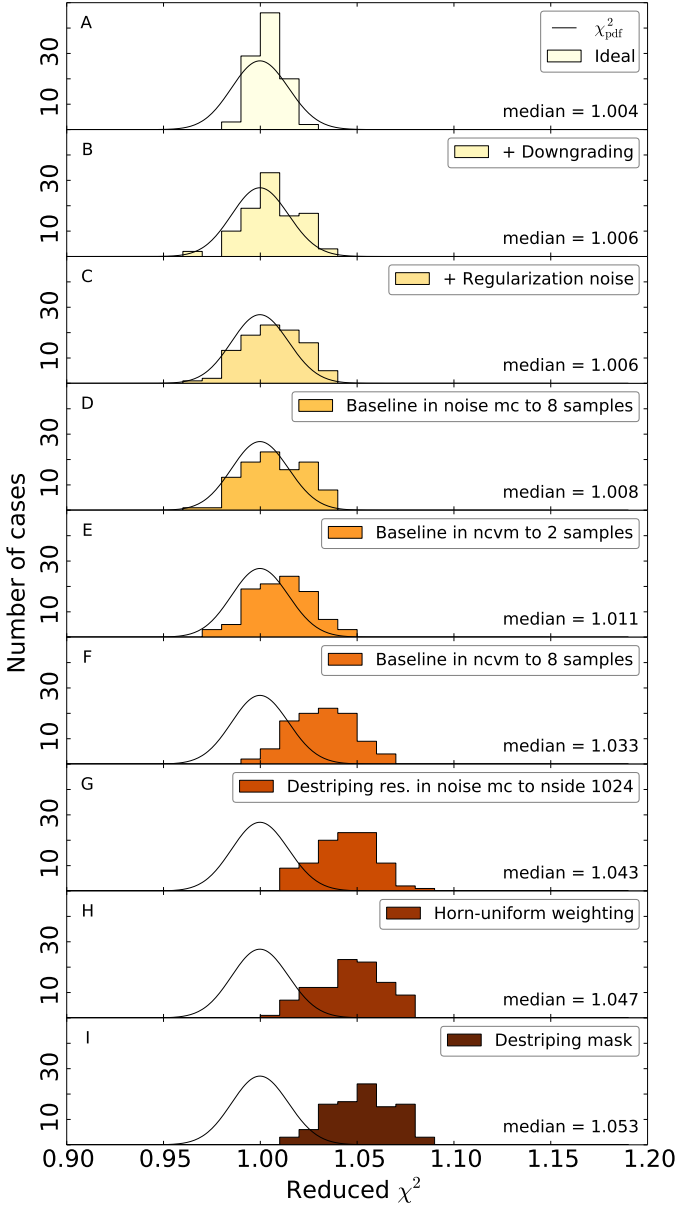 A
χ²pdf
Ideal
30
10
median = 1.004
B
+ Downgrading
30
10
median = 1.006
C
+ Regularization noise
30
10
median = 1.006
D
Baseline in noise mc to 8 samples
30
10
median = 1.008
E
Baseline in ncvm to 2 samples
30
10
median = 1.011
F
Baseline in ncvm to 8 samples
30
10
median = 1.033
G
Destriping res. in noise mc to nside 1024
30
10
median = 1.043
H
Horn-uniform weighting
30
10
median = 1.047
I
Destriping mask
30
10
median = 1.053
Number of cases
0.90 0.95 1.00 1.05 1.10 1.15 1.20
Reduced χ²